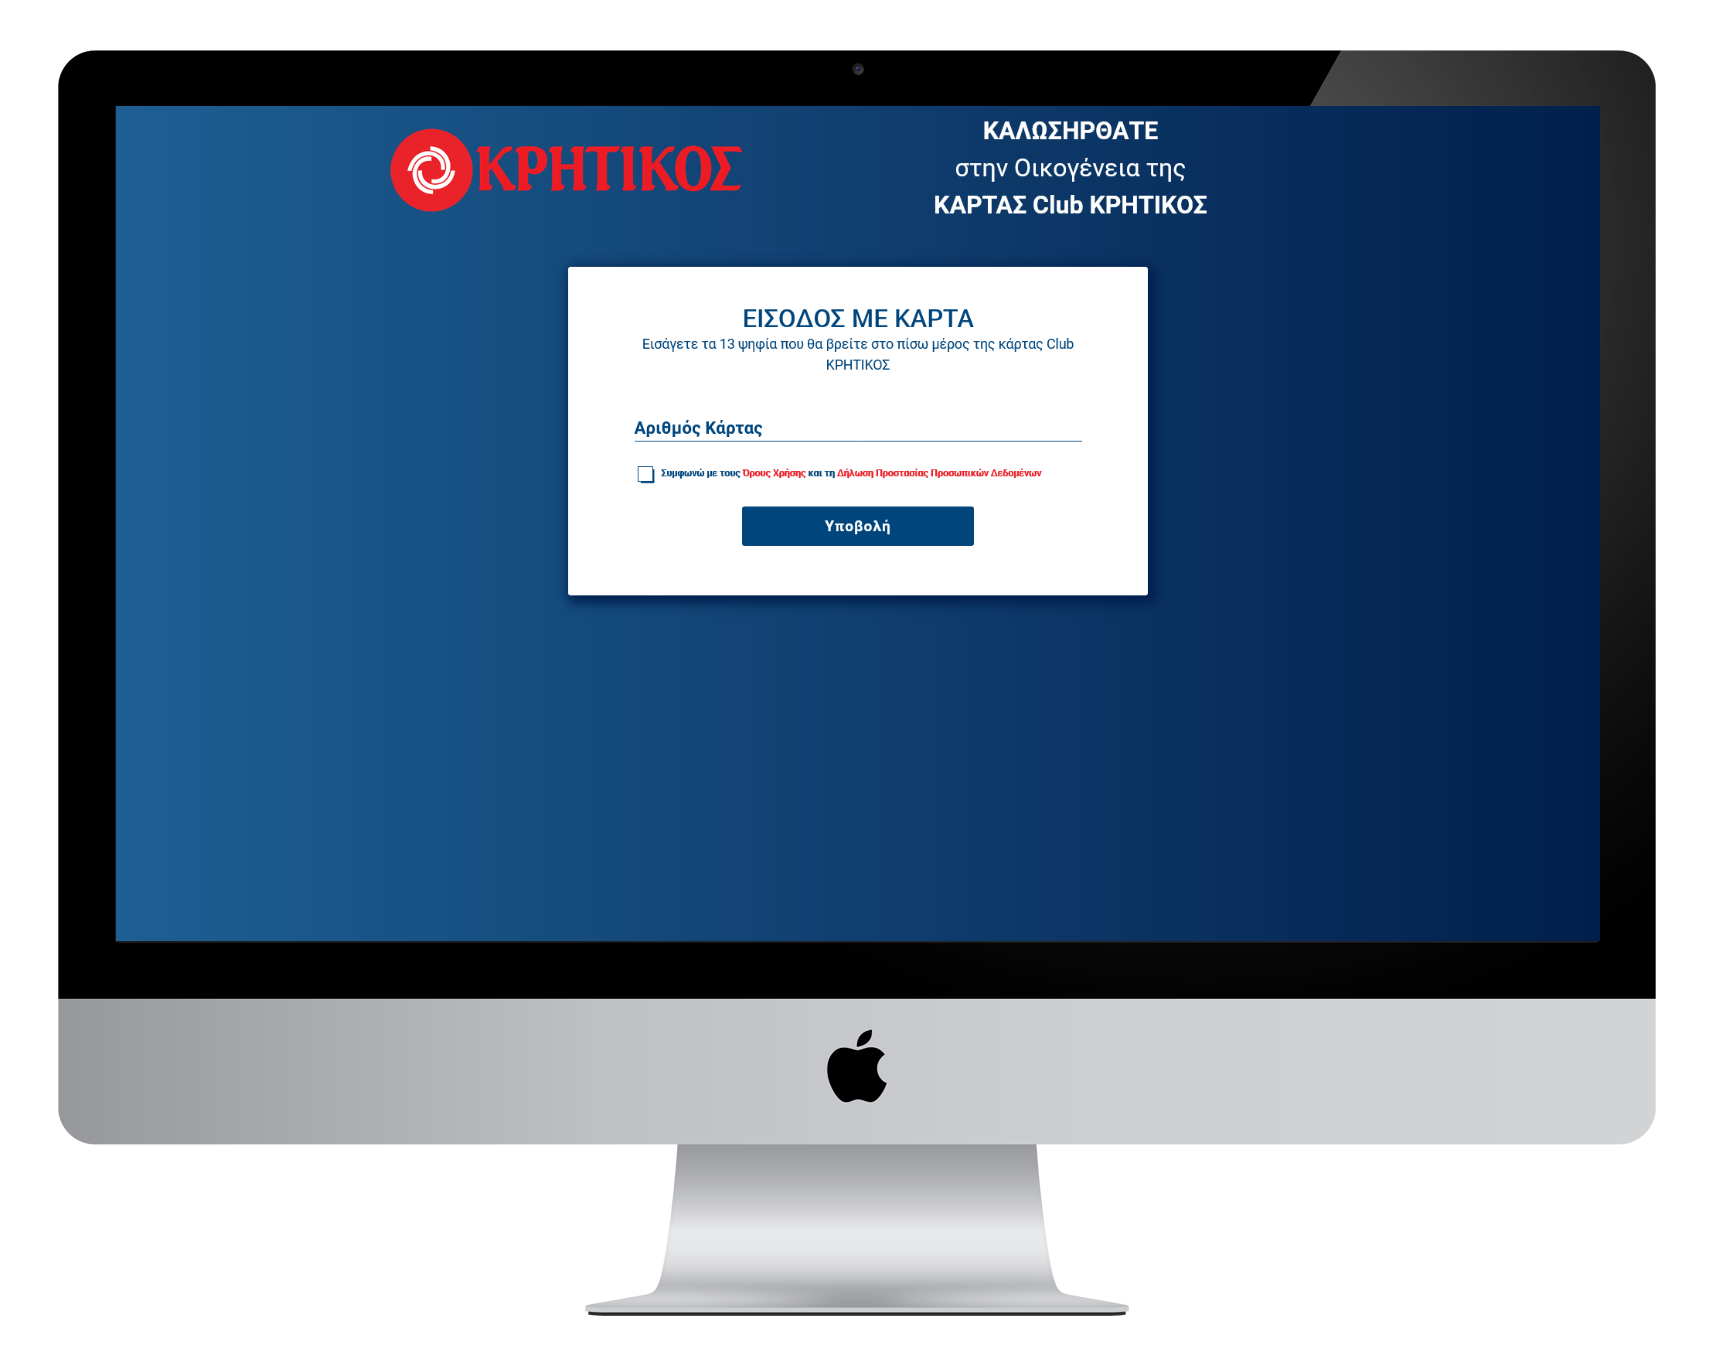 ΚΡΗΤΙΚΟΣ
ΚΑΛΩΣΗΡΘΑΤΕ
στην Οικογένεια της
ΚΑΡΤΑΣ Club ΚΡΗΤΙΚΟΣ
ΕΙΣΟΔΟΣ ΜΕ ΚΑΡΤΑ
Εισάγετε τα 13 ψηφία που θα βρείτε στο πίσω μέρος της κάρτας Club
ΚΡΗΤΙΚΟΣ
Αριθμός Κάρτας
Συμφωνώ με τους Όρους Χρήσης και τη Δήλωση Προστασίας Προσωπικών Δεδομένων
Υποβολή